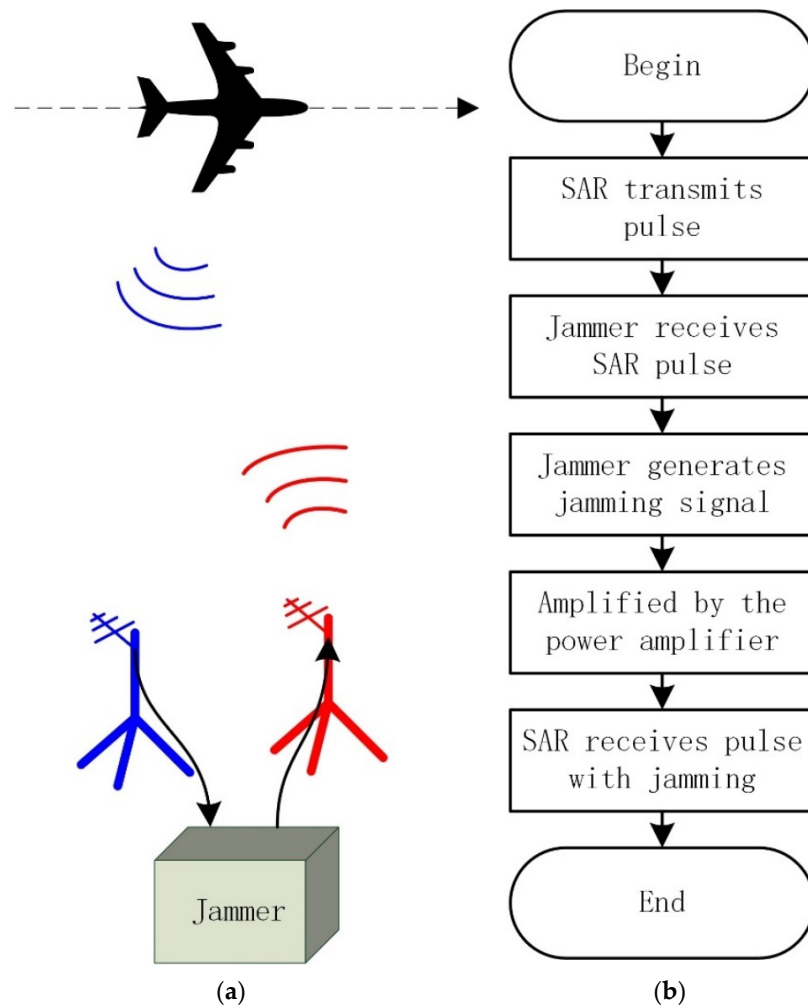 Begin
SAR transmits
pulse
Jammer receives
SAR pulse
Jammer generates
jamming signal
Amplified by the
power amplifier
SAR receives pulse
with jamming
End
Jammer
(a)
(b)